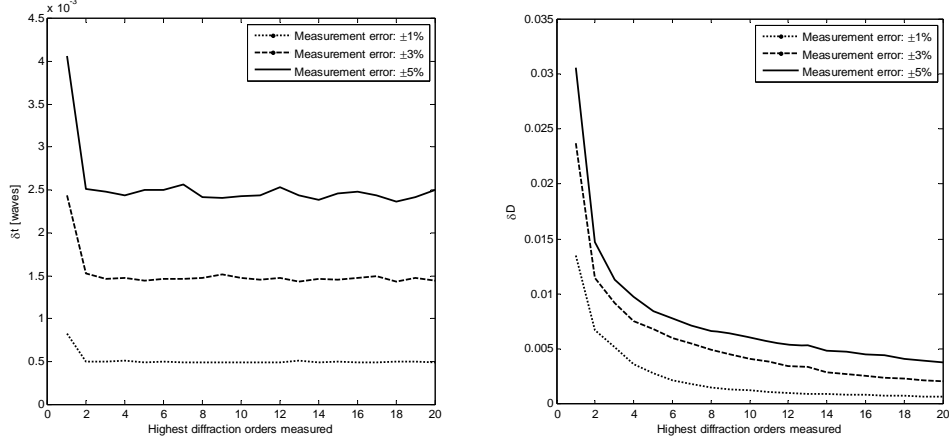 x 10⁻³
4.5
4
3.5
3
2.5
2
1.5
1
0.5
0
δt [waves]
Measurement error: ±1%
Measurement error: ±3%
Measurement error: ±5%
0 2 4 6 8 10 12 14 16 18 20
Highest diffraction orders measured
0.035
0.03
0.025
0.02
0.015
0.01
0.005
0
δD
Measurement error: ±1%
Measurement error: ±3%
Measurement error: ±5%
0 2 4 6 8 10 12 14 16 18 20
Highest diffraction orders measured